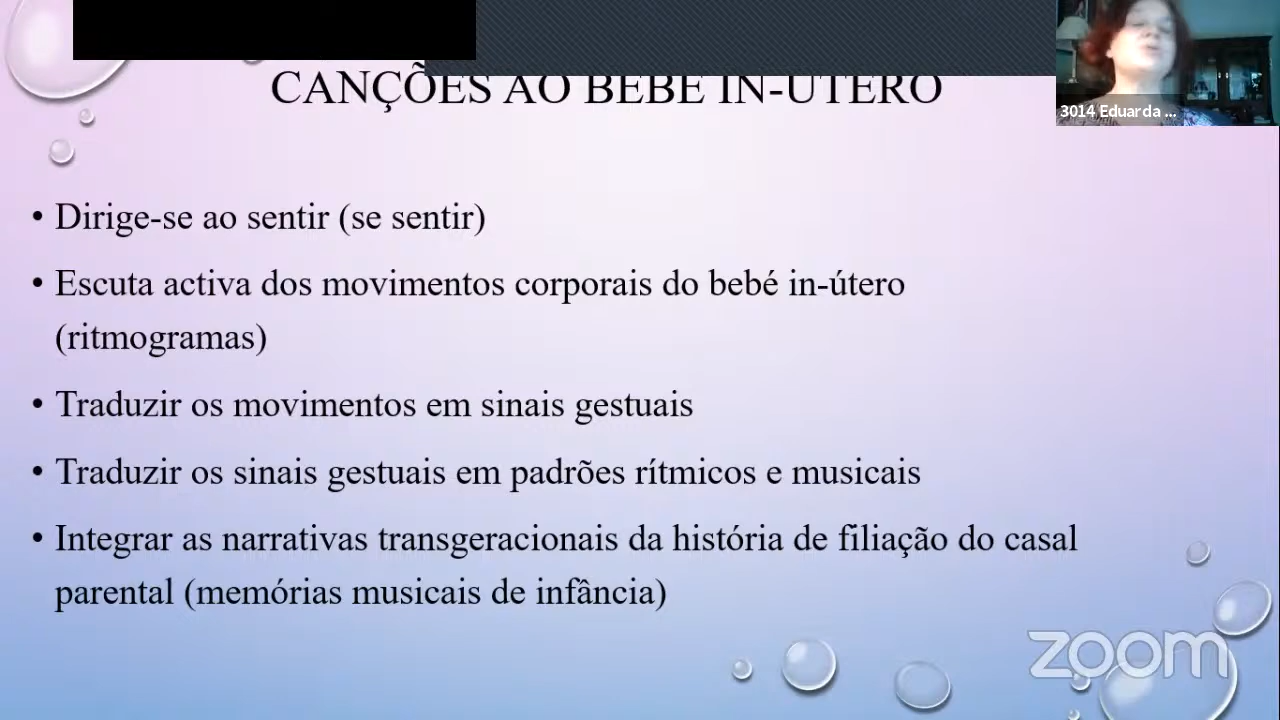 CANÇÕES AO BEBÉ IN-ÚTERO
3014 Eduarda ...
• Dirige-se ao sentir (se sentir)
• Escuta activa dos movimentos corporais do bebé in-útero
(ritmogramas)
• Traduzir os movimentos em sinais gestuais
• Traduzir os sinais gestuais em padrões rítmicos e musicais
• Integrar as narrativas transgeracionais da história de filiação do casal
parental (memórias musicais de infância)
zoom